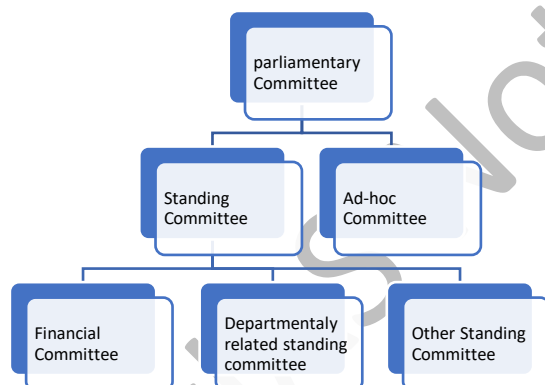 parliamentary
Committee
Standing
Committee
Ad-hoc
Committee
Financial
Committee
Departmentaly
related standing
committee
Other Standing
Committee